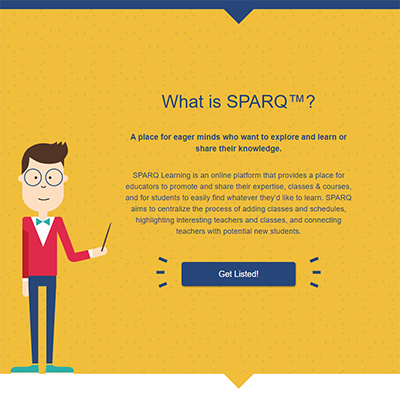 What is SPARQ™?
A place for eager minds who want to explore and learn or
share their knowledge.
SPARQ Learning is an online platform that provides a place for
educators to promote and share their expertise, classes & courses,
and for students to easily find whatever they'd like to learn. SPARQ
aims to centralize the process of adding classes and schedules,
highlighting interesting teachers and classes, and connecting
teachers with potential new students.
Get Listed!